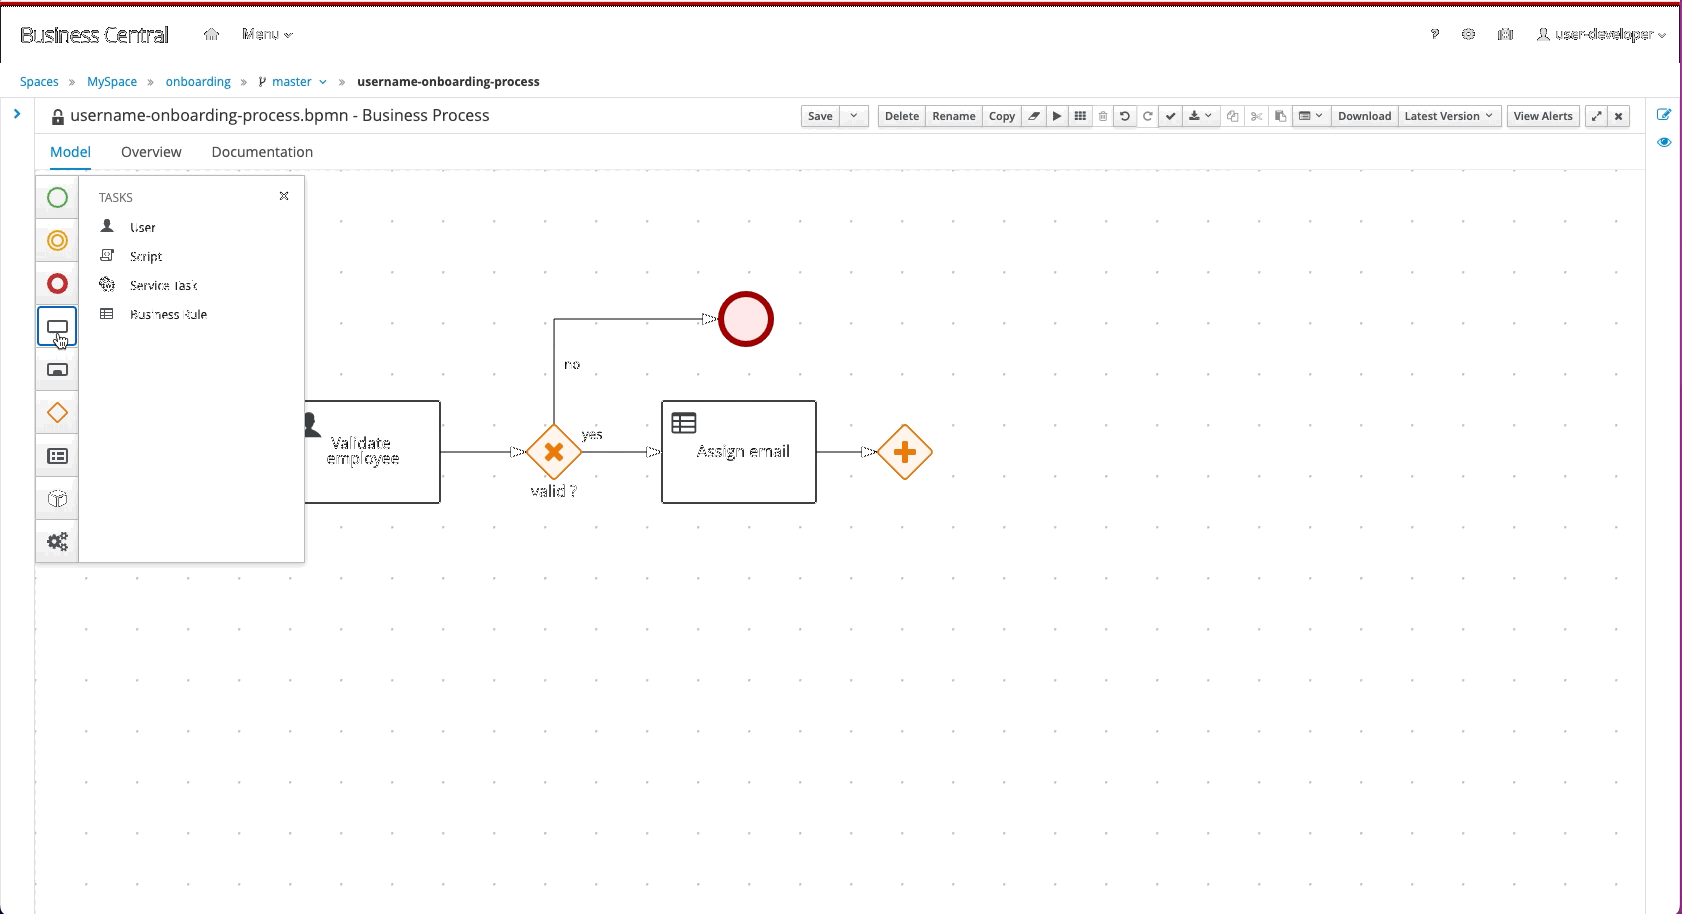 Business Central Menu ? user-developer
Spaces » MySpace » onboarding » master » username-onboarding-process
username-onboarding-process.bpmn - Business Process Save Delete Rename Copy Download Latest Version View Alerts
Model Overview Documentation
TASKS
User
Script
Service Task
Business Rule
no
yes
Validate
employee
Assign email
valid ?